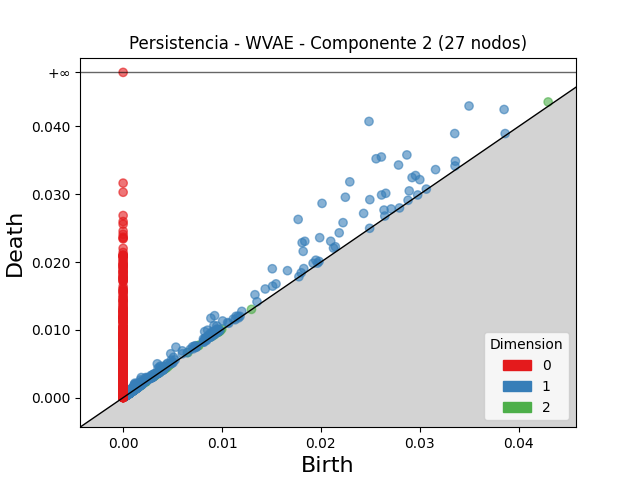 Persistencia - WVAE - Componente 2 (27 nodos)
+∞
0.040
0.030
0.020
0.010
0.000
Death
Dimension
0
1
2
0.00 0.01 0.02 0.03 0.04
Birth